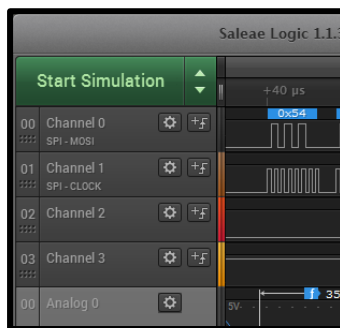 Saleae Logic 1.1.3
Start Simulation
+40 µs
0x54
00 Channel 0
SPI - MOSI
01 Channel 1
SPI - CLOCK
02 Channel 2
03 Channel 3
00 Analog 0
f 35
5V